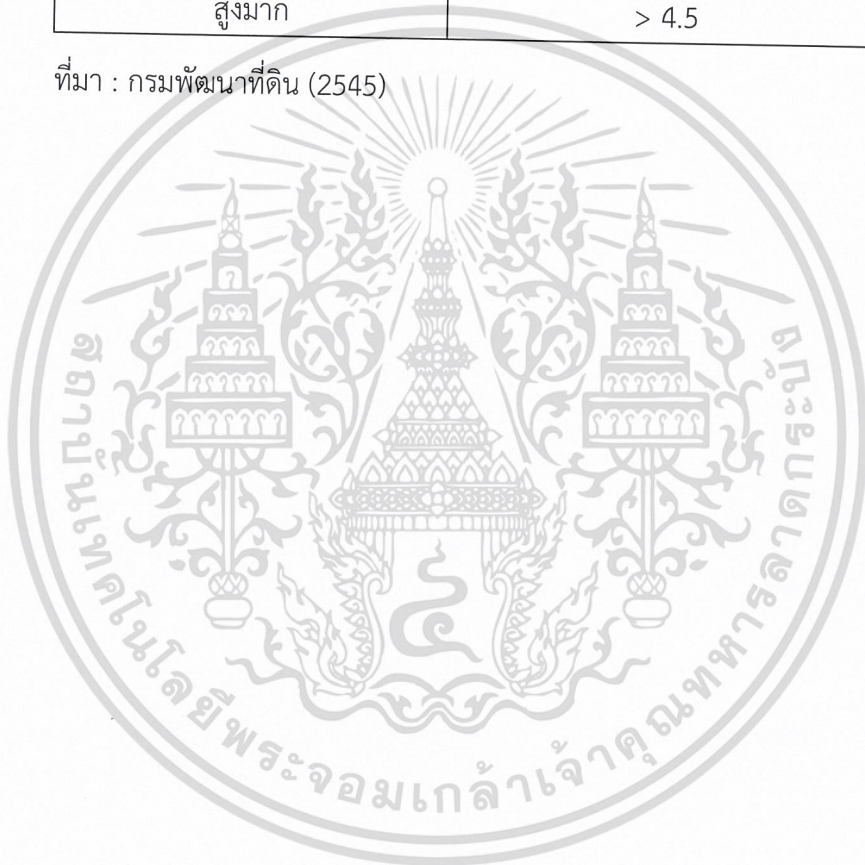 สูงมาก > 4.5
ที่มา : กรมพัฒนาที่ดิน (2545)
๔
สถาบันเทคโนโลยีพระจอมเกล้าเจ้าคุณทหารลาดกระบัง